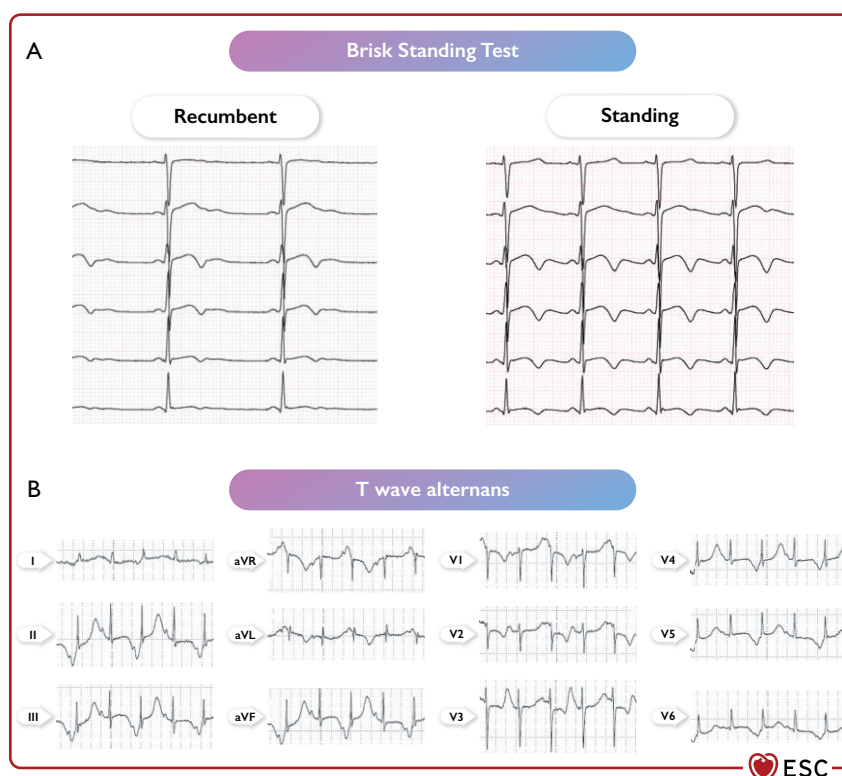 A
Brisk Standing Test
Recumbent
Standing
B
T wave alternans
I
aVR
V1
V4
II
aVL
V2
V5
III
aVF
V3
V6
ESC